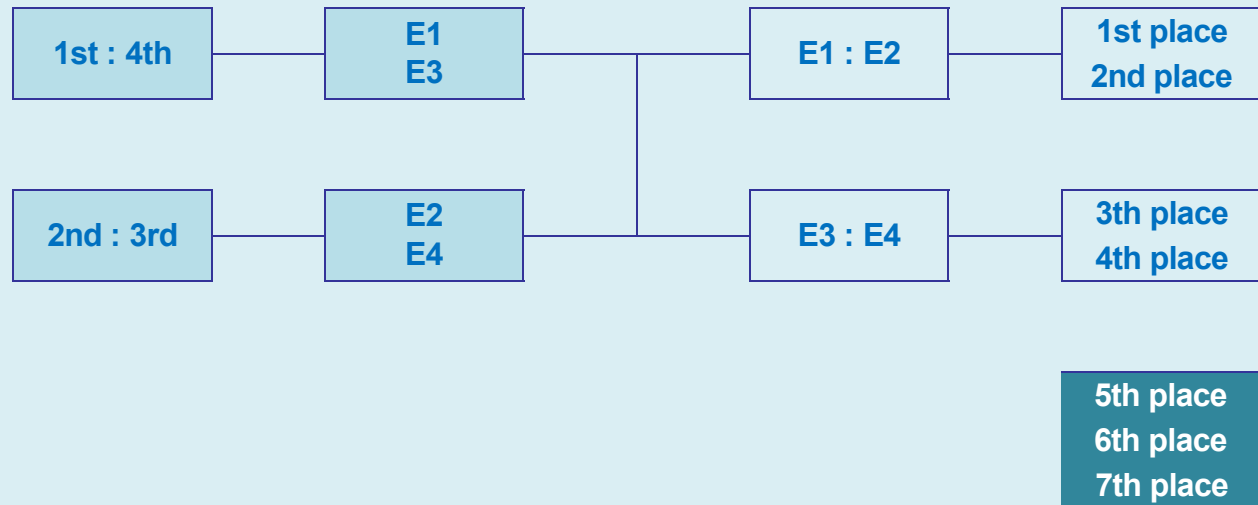 1st : 4th
E1
E3
E1 : E2
1st place
2nd place
2nd : 3rd
E2
E4
E3 : E4
3th place
4th place
5th place
6th place
7th place